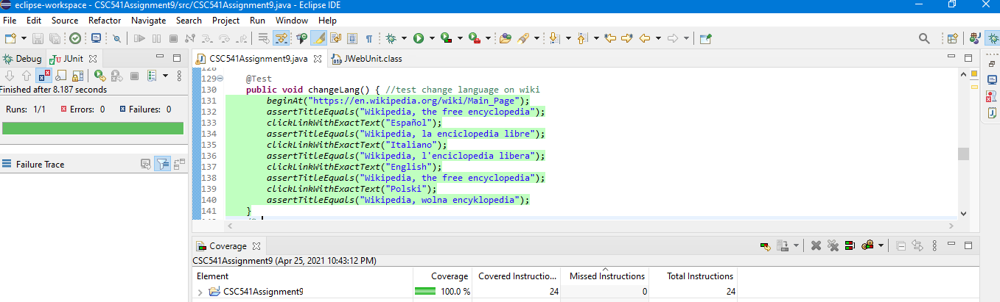 eclipse-workspace - CSC541Assignment9/src/CSC541Assignment9.java - Eclipse IDE
File Edit Source Refactor Navigate Search Project Run Window Help
Debug JUnit
Finished after 8.187 seconds
Runs: 1/1 Errors: 0 Failures: 0
Failure Trace
CSC541Assignment9.java JWebUnit.class
128
129 @Test
130 public void changeLang() { //test change language on wiki
131 beginAt("https://en.wikipedia.org/wiki/Main_Page");
132 assertTitleEquals("Wikipedia, the free encyclopedia");
133 clickLinkWithExactText("Español");
134 assertTitleEquals("Wikipedia, la enciclopedia libre");
135 clickLinkWithExactText("Italiano");
136 assertTitleEquals("Wikipedia, l'enciclopedia libera");
137 clickLinkWithExactText("English");
138 assertTitleEquals("Wikipedia, the free encyclopedia");
139 clickLinkWithExactText("Polski");
140 assertTitleEquals("Wikipedia, wolna encyklopedia");
141 }
Coverage
CSC541Assignment9 (Apr 25, 2021 10:43:12 PM)
Element Coverage Covered Instructio... Missed Instructions Total Instructions
CSC541Assignment9 100.0 % 24 0 24